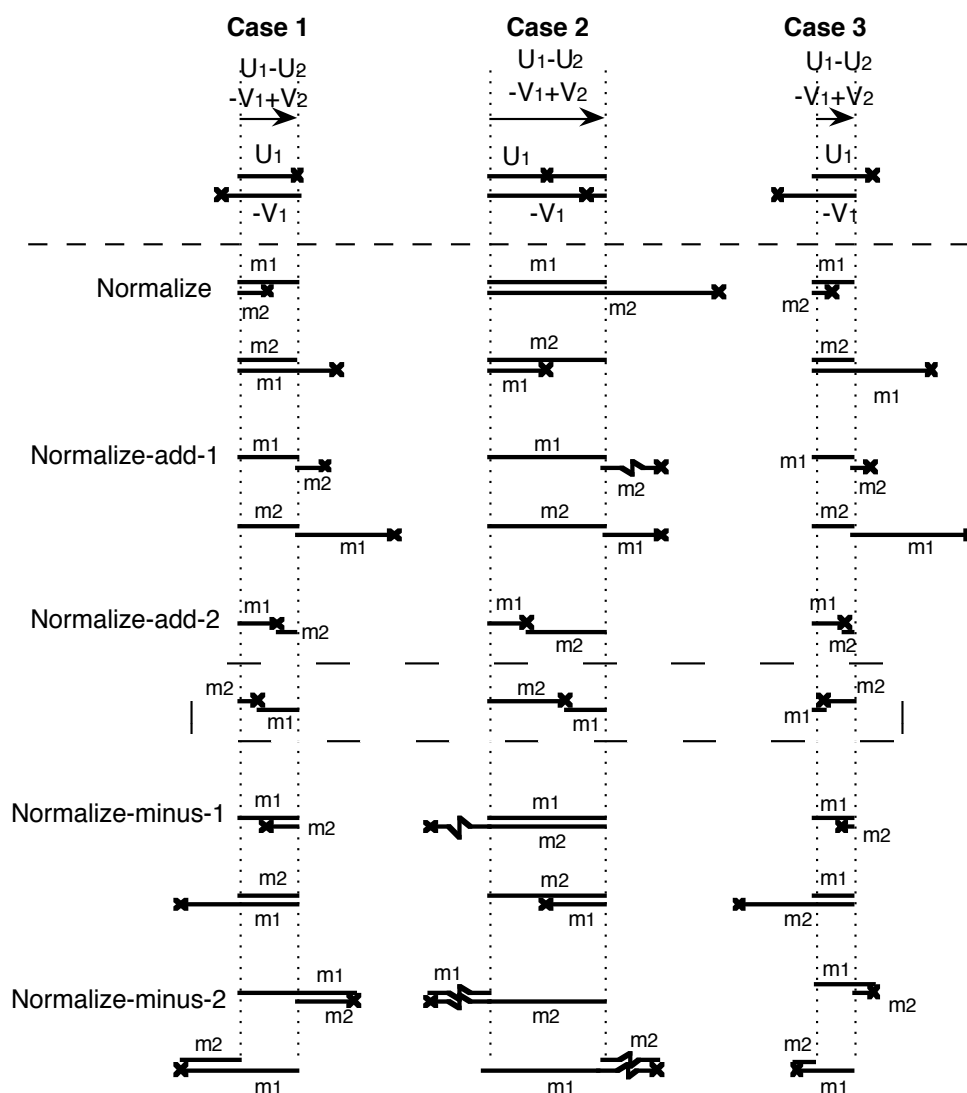 Case 1 Case 2 Case 3
U1-U2 U1-U2 U1-U2
-V1+V2 -V1+V2 -V1+V2
U1 U1 U1
-V1 -V1 -V1
m1 m1 m1
Normalize
m2 m2 m2
m2 m2 m2
m1 m1 m1
Normalize-add-1 m1 m1 m1
m2 m2 m2
m2 m2 m2
m1 m1 m1
Normalize-add-2 m1 m1 m1
m2 m2 m2
m2 m2 m2
m1 m1 m1
Normalize-minus-1 m1 m1 m1
m2 m2 m2
m2 m2 m1
m1 m1 m2
m1 m1 m1
Normalize-minus-2
m2 m2 m2
m2 m2 m2
m1 m1 m1